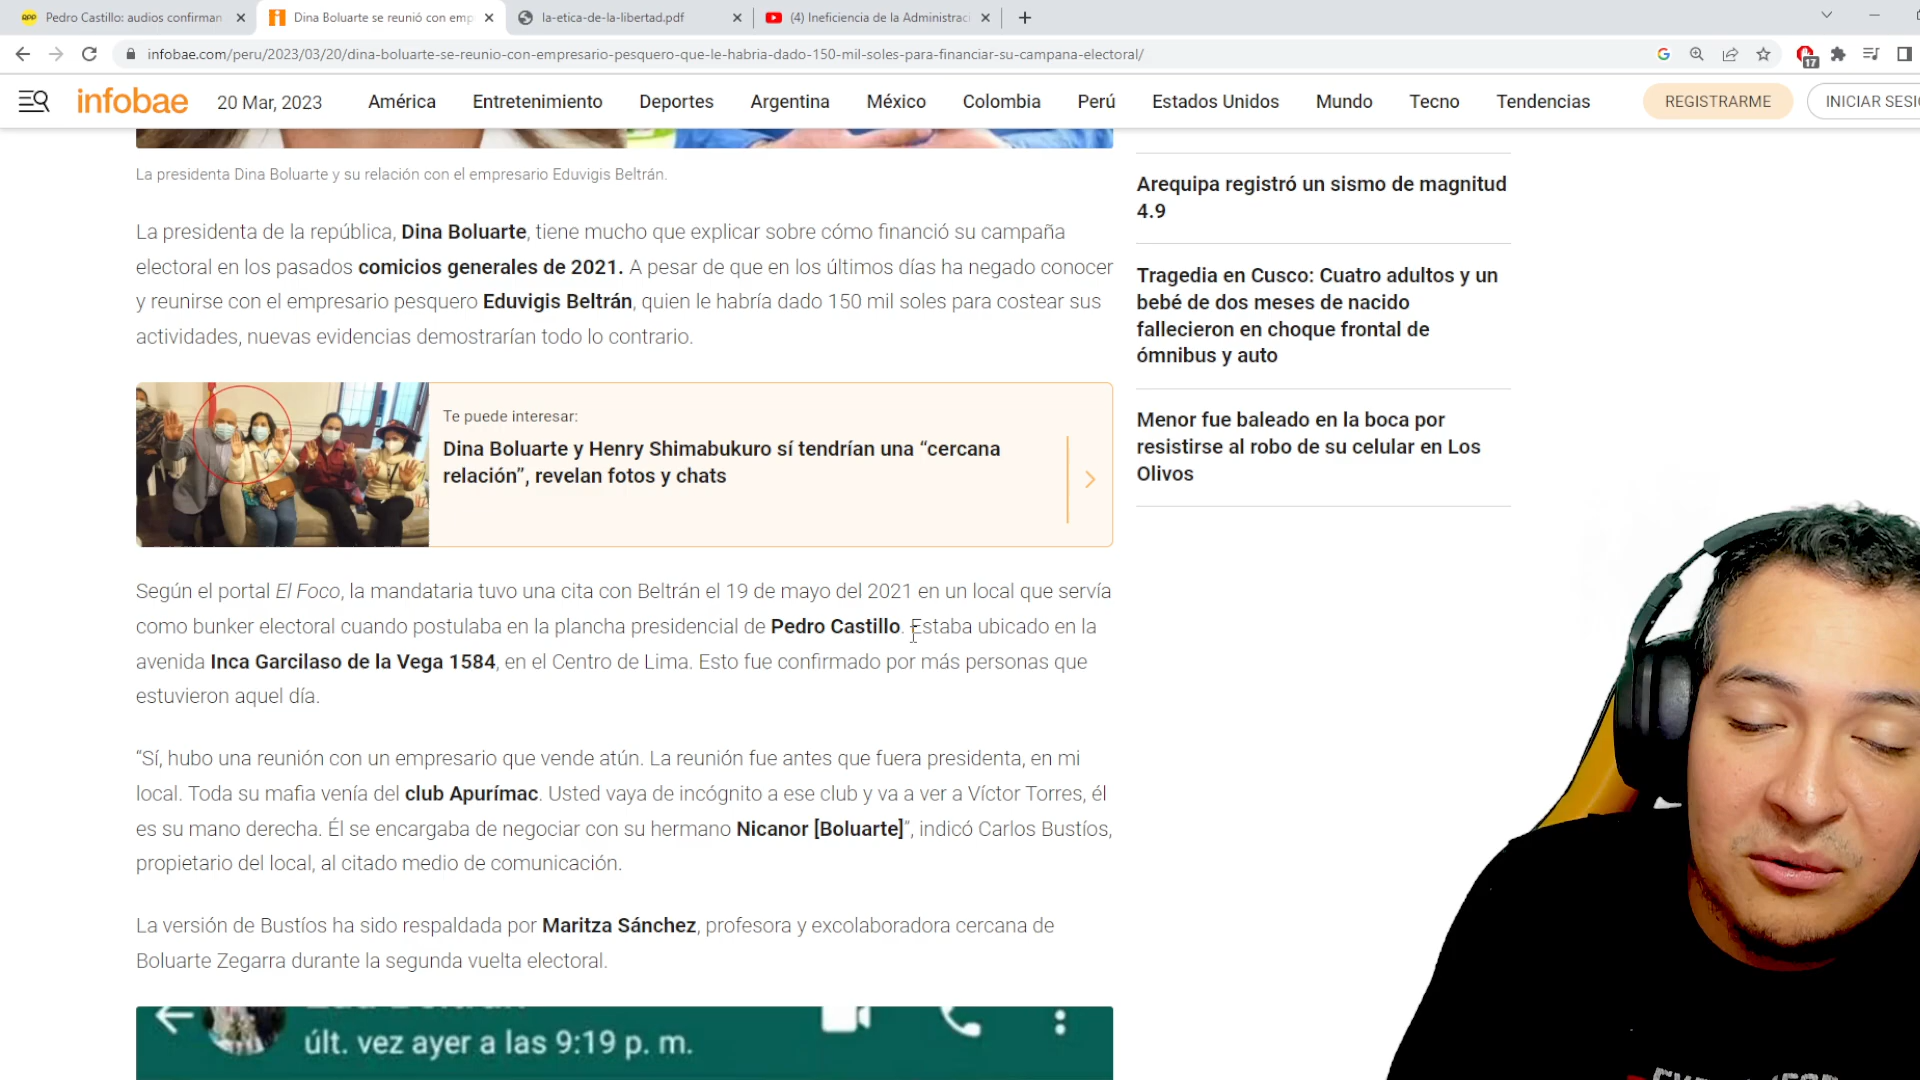 Pedro Castillo: audios confirman
Dina Boluarte se reunió con emp
la-etica-de-la-libertad.pdf
(4) Ineficiencia de la Administraci
infobae.com/peru/2023/03/20/dina-boluarte-se-reunio-con-empresario-pesquero-que-le-habria-dado-150-mil-soles-para-financiar-su-campana-electoral/
17
infobae
20 Mar, 2023
América
Entretenimiento
Deportes
Argentina
México
Colombia
Perú
Estados Unidos
Mundo
Tecno
Tendencias
REGISTRARME
INICIAR SESI
La presidenta Dina Boluarte y su relación con el empresario Eduvigis Beltrán.
La presidenta de la república, Dina Boluarte, tiene mucho que explicar sobre cómo financió su campaña
electoral en los pasados comicios generales de 2021. A pesar de que en los últimos días ha negado conocer
y reunirse con el empresario pesquero Eduvigis Beltrán, quien le habría dado 150 mil soles para costear sus
actividades, nuevas evidencias demostrarían todo lo contrario.
Te puede interesar:
Dina Boluarte y Henry Shimabukuro sí tendrían una “cercana
relación”, revelan fotos y chats
Según el portal El Foco, la mandataria tuvo una cita con Beltrán el 19 de mayo del 2021 en un local que servía
como bunker electoral cuando postulaba en la plancha presidencial de Pedro Castillo. Estaba ubicado en la
avenida Inca Garcilaso de la Vega 1584, en el Centro de Lima. Esto fue confirmado por más personas que
estuvieron aquel día.
“Sí, hubo una reunión con un empresario que vende atún. La reunión fue antes que fuera presidenta, en mi
local. Toda su mafia venía del club Apurímac. Usted vaya de incógnito a ese club y va a ver a Víctor Torres, él
es su mano derecha. Él se encargaba de negociar con su hermano Nicanor [Boluarte]”, indicó Carlos Bustíos,
propietario del local, al citado medio de comunicación.
La versión de Bustíos ha sido respaldada por Maritza Sánchez, profesora y excolaboradora cercana de
Boluarte Zegarra durante la segunda vuelta electoral.
últ. vez ayer a las 9:19 p. m.
Arequipa registró un sismo de magnitud
4.9
Tragedia en Cusco: Cuatro adultos y un
bebé de dos meses de nacido
fallecieron en choque frontal de
ómnibus y auto
Menor fue baleado en la boca por
resistirse al robo de su celular en Los
Olivos